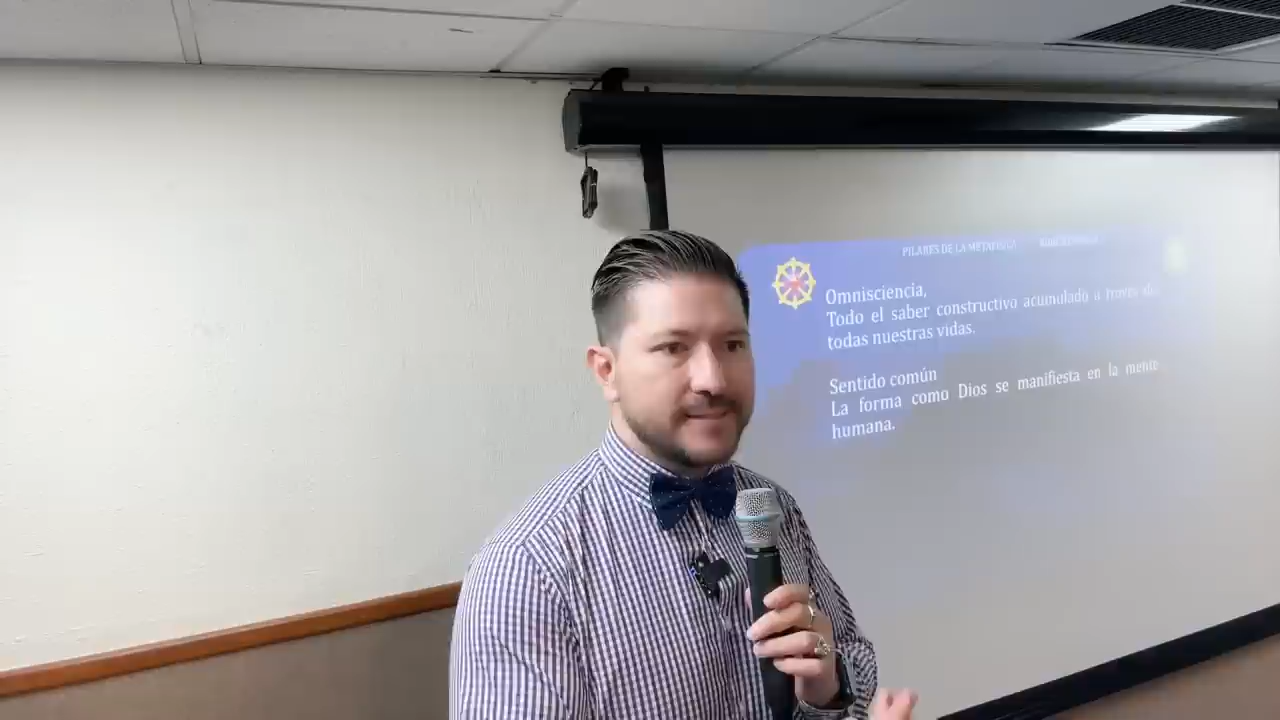 PILARES DE LA METAFÍSICA
Omnisciencia,
Todo el saber constructivo acumulado a través de
todas nuestras vidas.
Sentido común
La forma como Dios se manifiesta en la mente
humana.